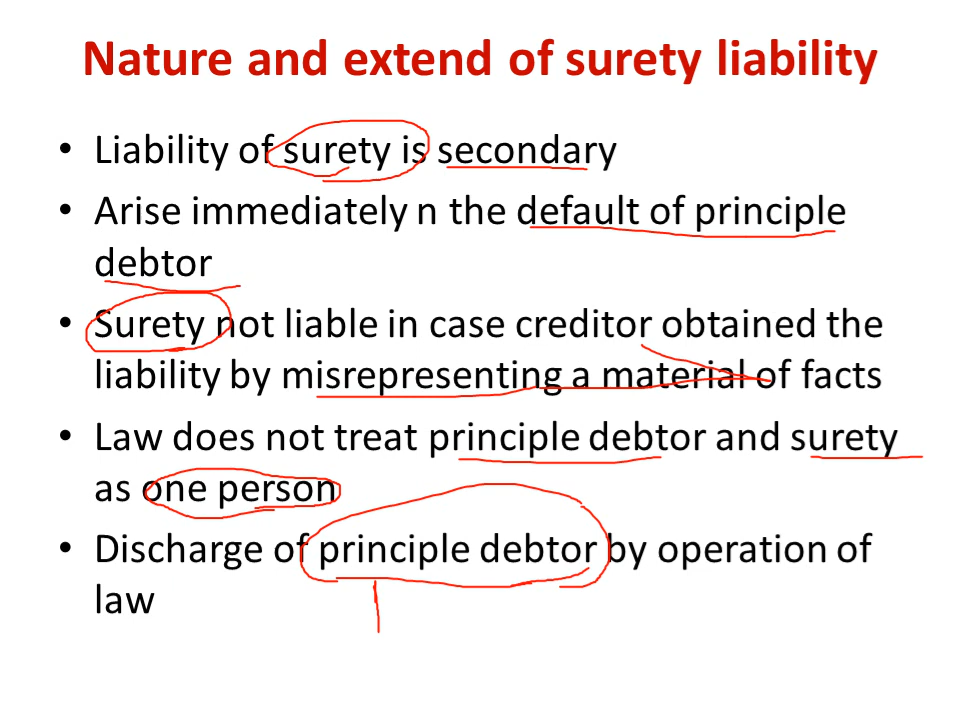 Nature and extend of surety liability
• Liability of surety is secondary
• Arise immediately n the default of principle
debtor
• Surety not liable in case creditor obtained the
liability by misrepresenting a material of facts
• Law does not treat principle debtor and surety
as one person
• Discharge of principle debtor by operation of
law